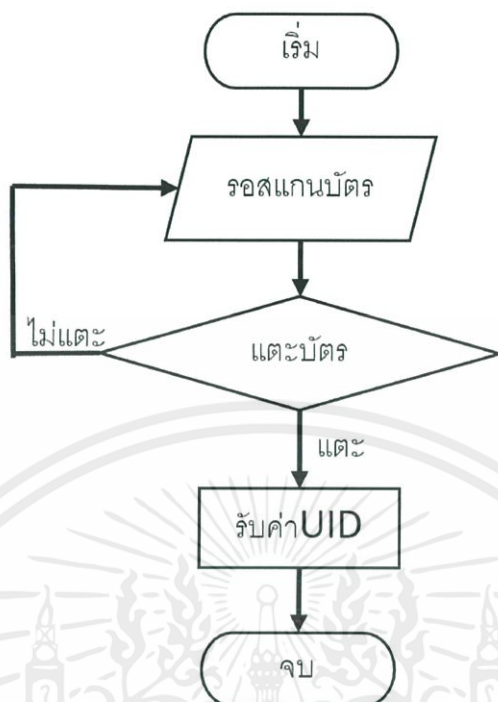 เริ่ม
รอสแกนบัตร
ไม่แตะ
แตะบัตร
แตะ
รับค่าUID
จบ